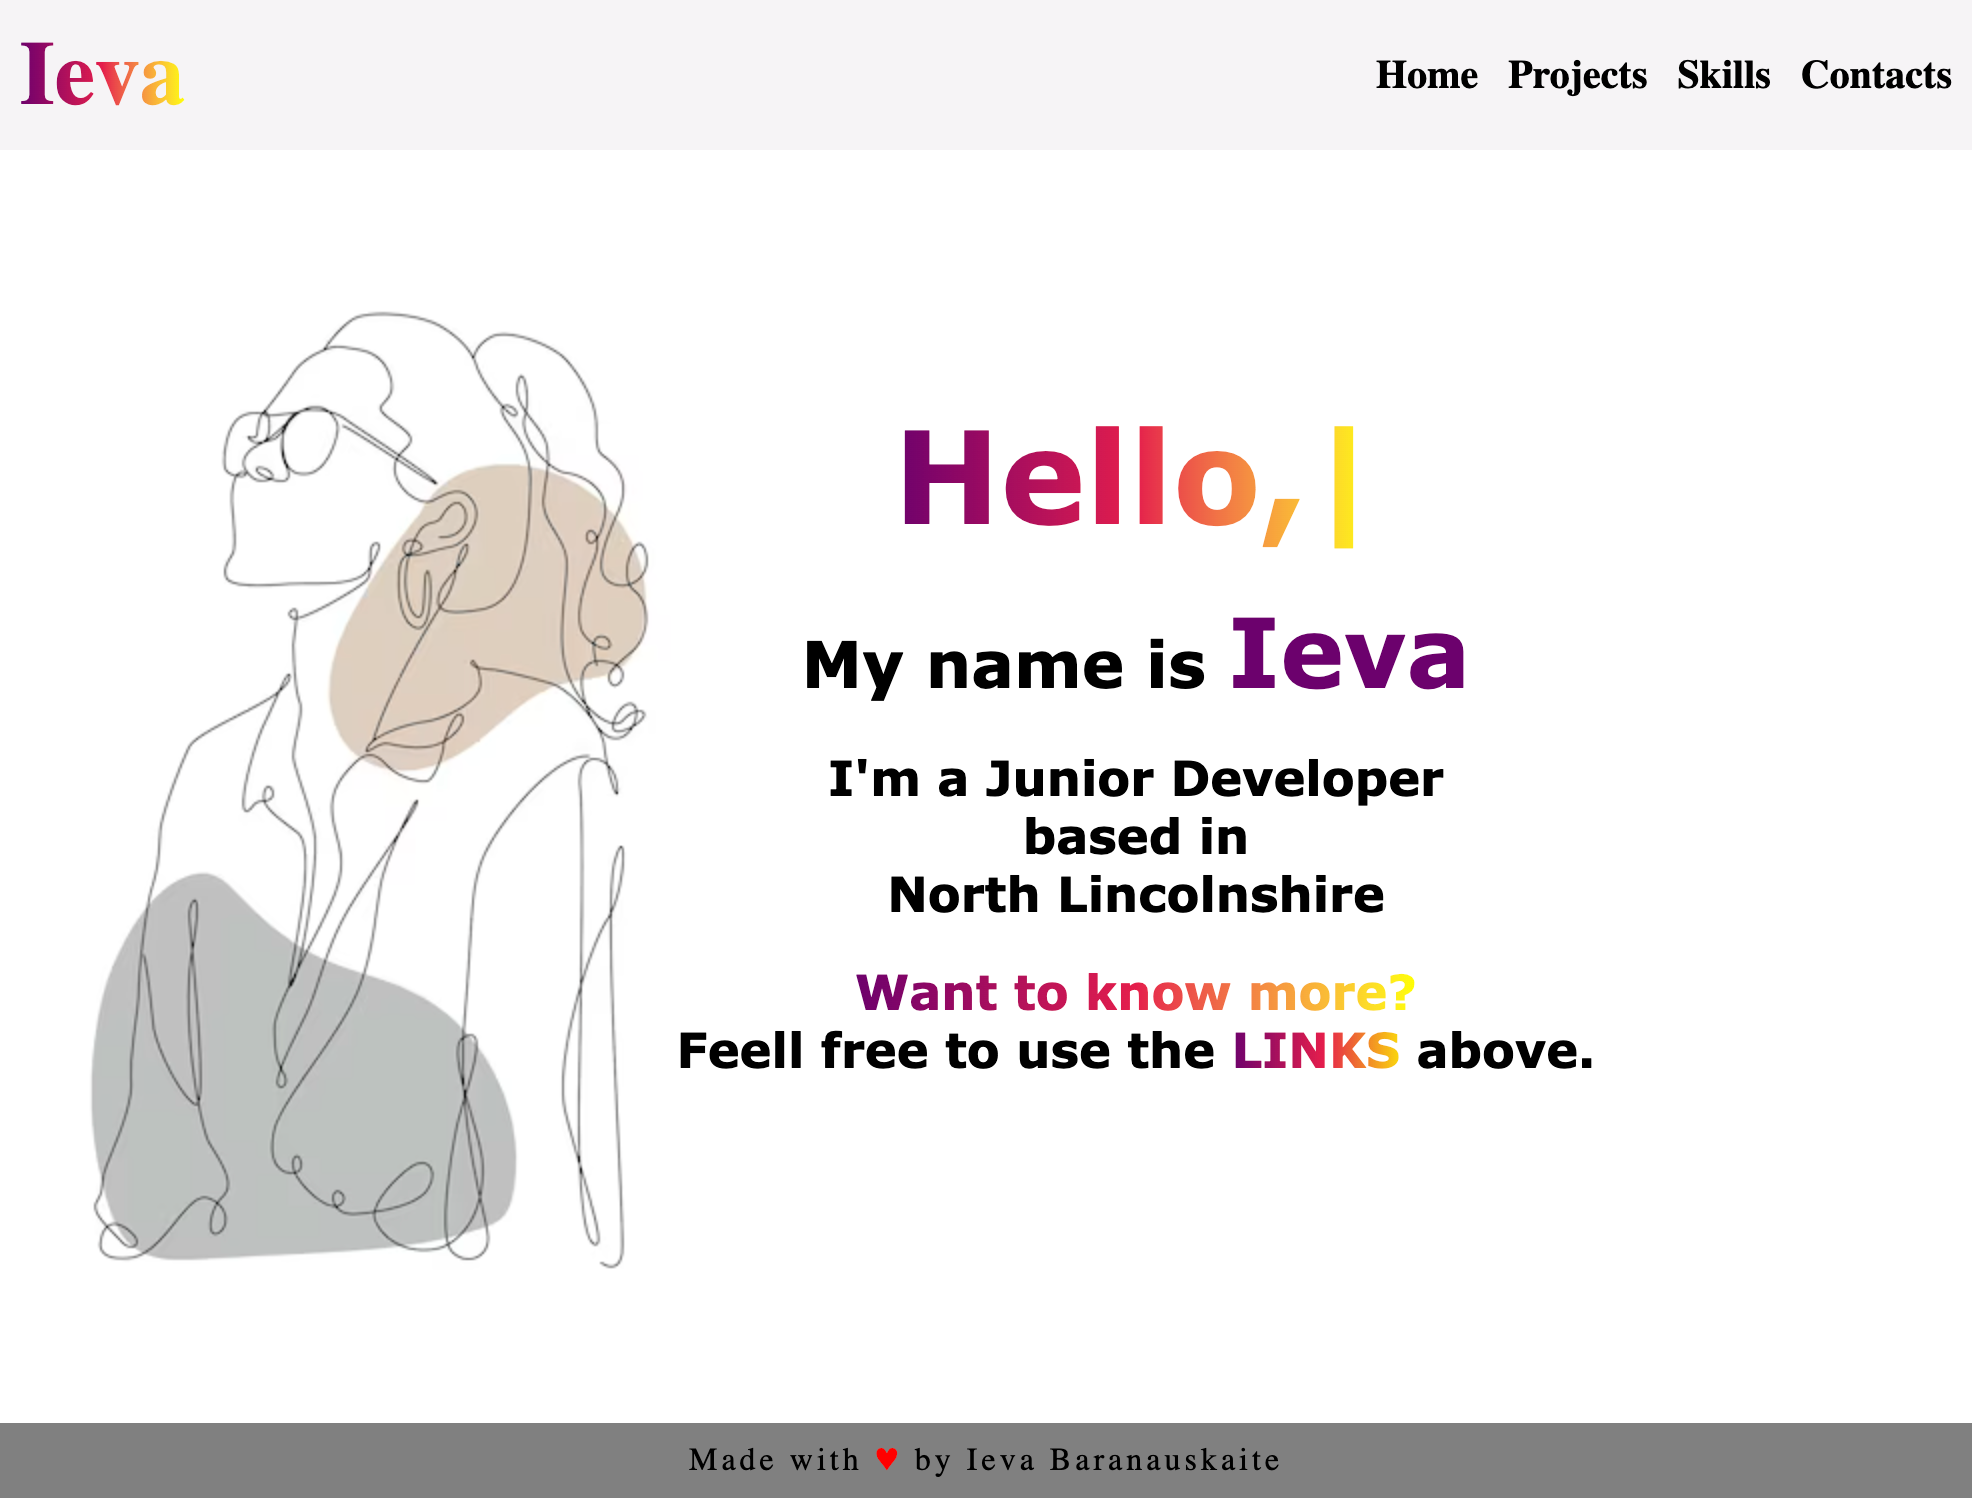 Ieva
Home Projects Skills Contacts
Hello,|
My name is Ieva
I'm a Junior Developer
based in
North Lincolnshire
Want to know more?
Feell free to use the LINKS above.
Made with ♥ by Ieva Baranauskaite